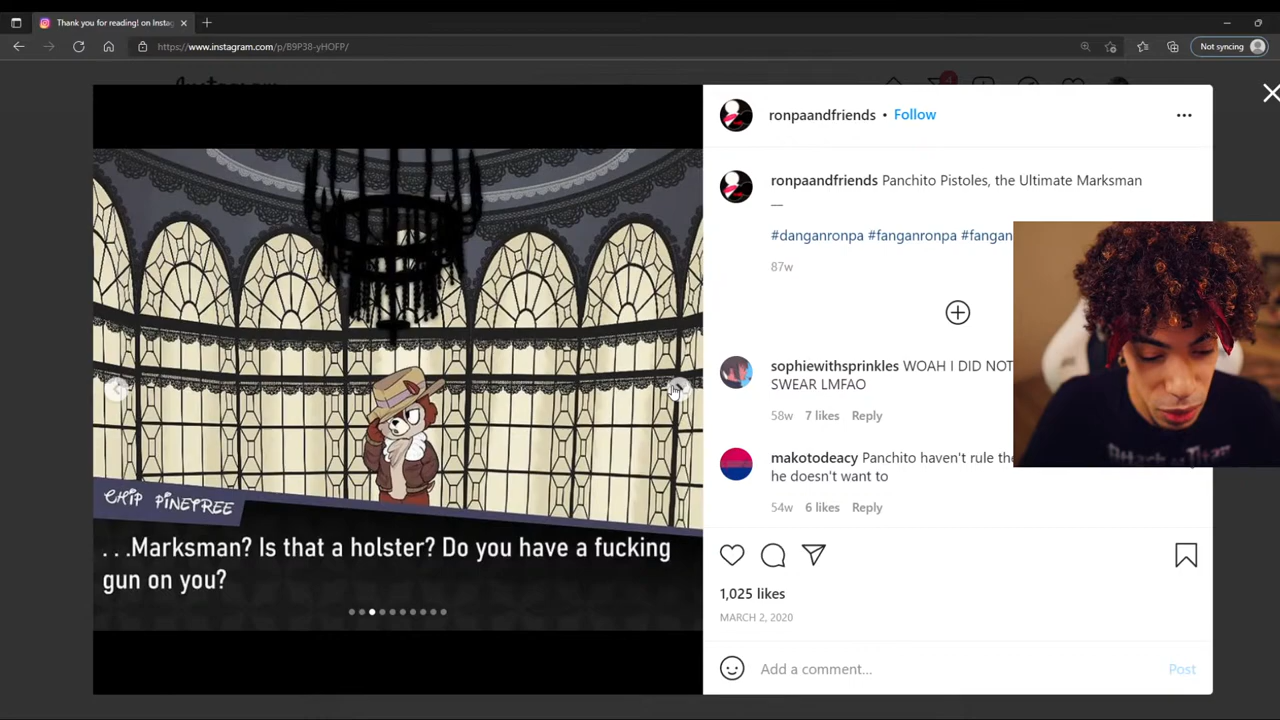 Thank you for reading! on Insta
Not syncing
https://www.instagram.com/p/B9P38-yHOFP/
Instagram
ronpaandfriends • Follow
ronpaandfriends Panchito Pistoles, the Ultimate Marksman
—
#danganronpa #fanganronpa #fangan
87w
sophiewithsprinkles WOAH I DID NOT
SWEAR LMFAO
58w 7 likes Reply
makotodeacy Panchito haven't rule the
he doesn't want to
54w 6 likes Reply
CHIP PINETREE
...Marksman? Is that a holster? Do you have a fucking
gun on you?
1,025 likes
MARCH 2, 2020
Add a comment... Post